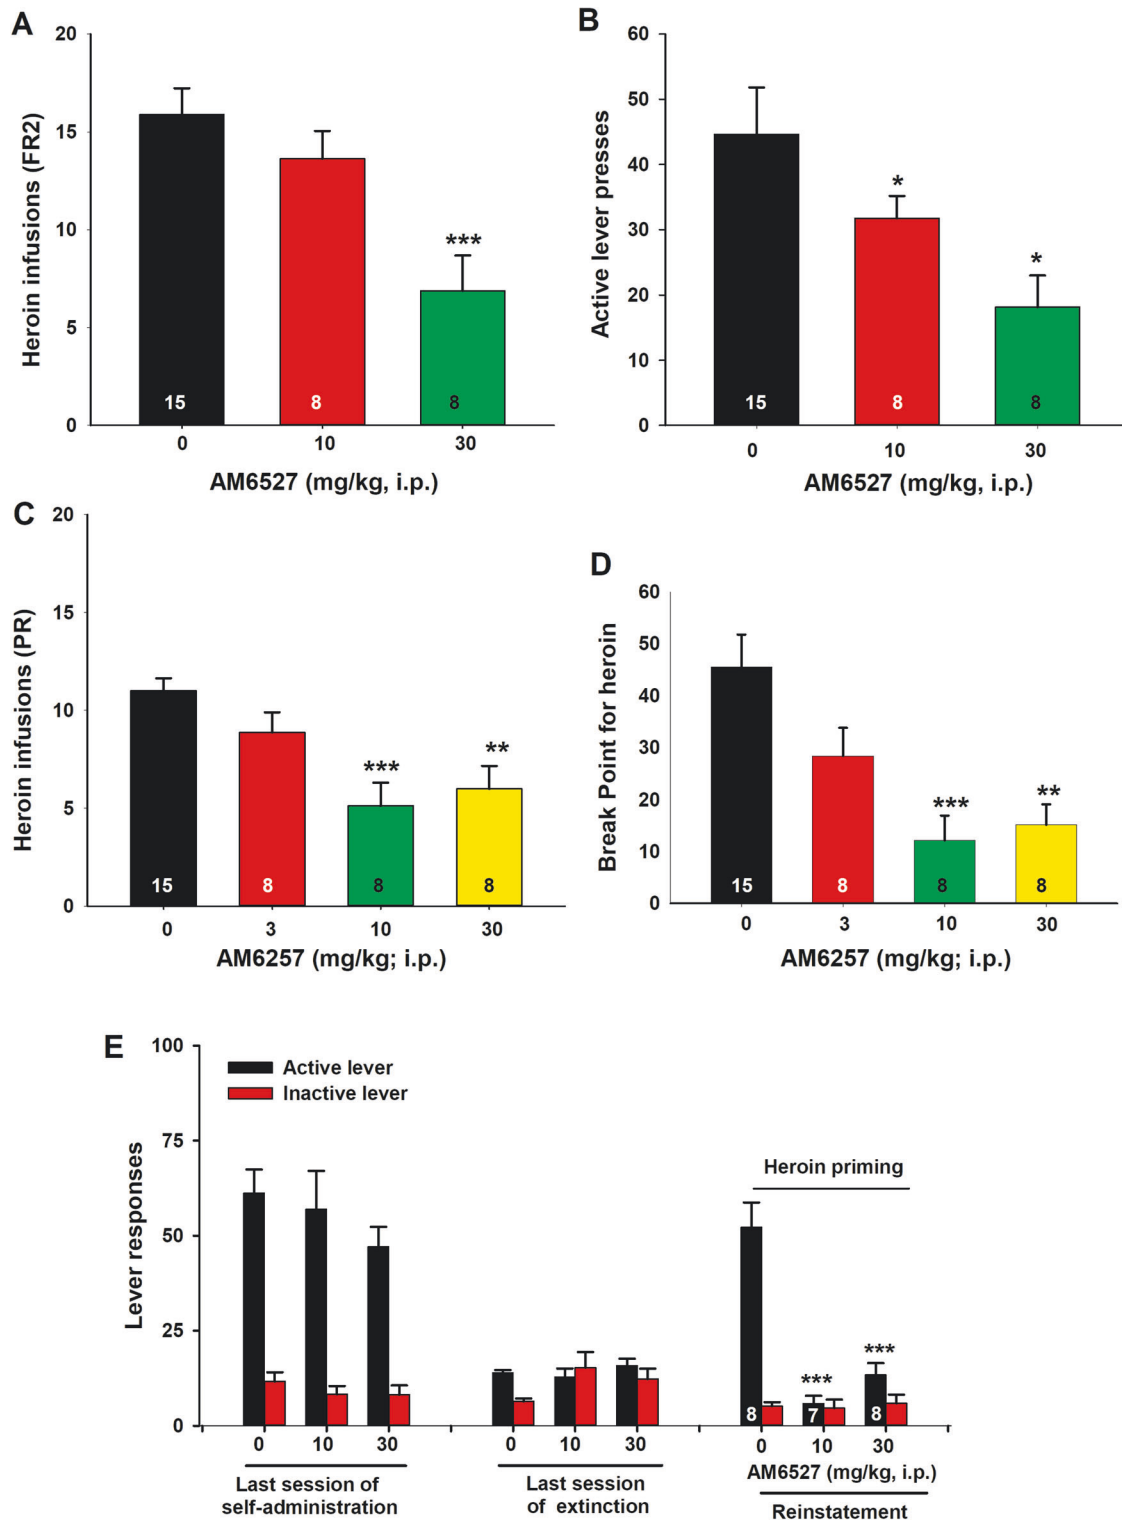 A
Heroin infusions (FR2)
20
15
10
5
0
***
15
8
8
0 10 30
AM6527 (mg/kg, i.p.)
B
Active lever presses
60
50
40
30
20
10
0
*
*
15
8
8
0 10 30
AM6527 (mg/kg, i.p.)
C
Heroin infusions (PR)
20
15
10
5
0
***
**
15
8
8
8
0 3 10 30
AM6257 (mg/kg; i.p.)
D
Break Point for heroin
60
50
40
30
20
10
0
***
**
15
8
8
8
0 3 10 30
AM6257 (mg/kg; i.p.)
E
Lever responses
100
75
50
25
0
Active lever
Inactive lever
Heroin priming
***
***
8
7
8
0 10 30
Last session of
self-administration
0 10 30
Last session
of extinction
0 10 30
AM6527 (mg/kg, i.p.)
Reinstatement